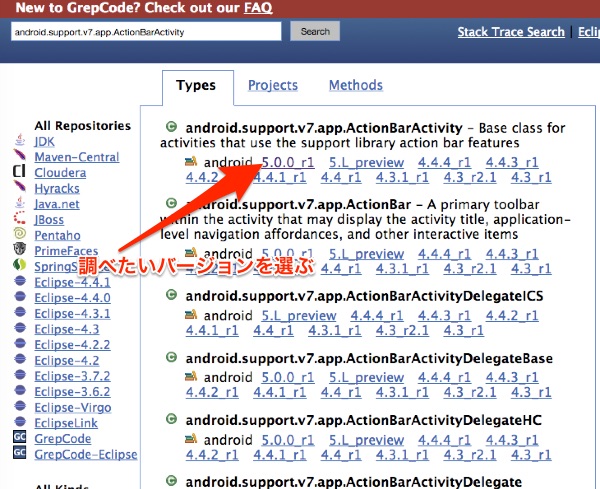 New to GrepCode? Check out our FAQ
android.support.v7.app.ActionBarActivity Search Stack Trace Search | Ecli
Types Projects Methods
All Repositories
JDK
Maven-Central
Cloudera
Hyracks
Java.net
JBoss
Pentaho
PrimeFaces
SpringS
Eclipse-4.4.1
Eclipse-4.4.0
Eclipse-4.3.1
Eclipse-4.3
Eclipse-4.2.2
Eclipse-4.2
Eclipse-3.7.2
Eclipse-3.6.2
Eclipse-Virgo
EclipseLink
GrepCode
GrepCode-Eclipse
All Kinds
android.support.v7.app.ActionBarActivity - Base class for
activities that use the support library action bar features
android 5.0.0_r1 5.L_preview 4.4.4_r1 4.4.3_r1
4.4.2 4.4.1_r1 4.4_r1 4.3.1_r1 4.3_r2.1 4.3_r1
android.support.v7.app.ActionBar - A primary toolbar
within the activity that may display the activity title, application-
level navigation affordances, and other interactive items
android 5.0.0_r1 5.L_preview 4.4.4_r1 4.4.3_r1
調べたいバージョンを選ぶ 4.3.1_r1 4.3_r2.1 4.3_r1
android.support.v7.app.ActionBarActivityDelegateICS
android 5.L_preview 4.4.4_r1 4.4.3_r1 4.4.2_r1
4.4.1_r1 4.4_r1 4.3.1_r1 4.3_r2.1 4.3_r1
android.support.v7.app.ActionBarActivityDelegateBase
android 5.0.0_r1 5.L_preview 4.4.4_r1 4.4.3_r1
4.4.2_r1 4.4.1_r1 4.4_r1 4.3.1_r1 4.3_r2.1 4.3_r1
android.support.v7.app.ActionBarActivityDelegateHC
android 5.0.0_r1 5.L_preview 4.4.4_r1 4.4.3_r1
4.4.2_r1 4.4.1_r1 4.4_r1 4.3.1_r1 4.3_r2.1 4.3_r1
android.support.v7.app.ActionBarActivityDelegate